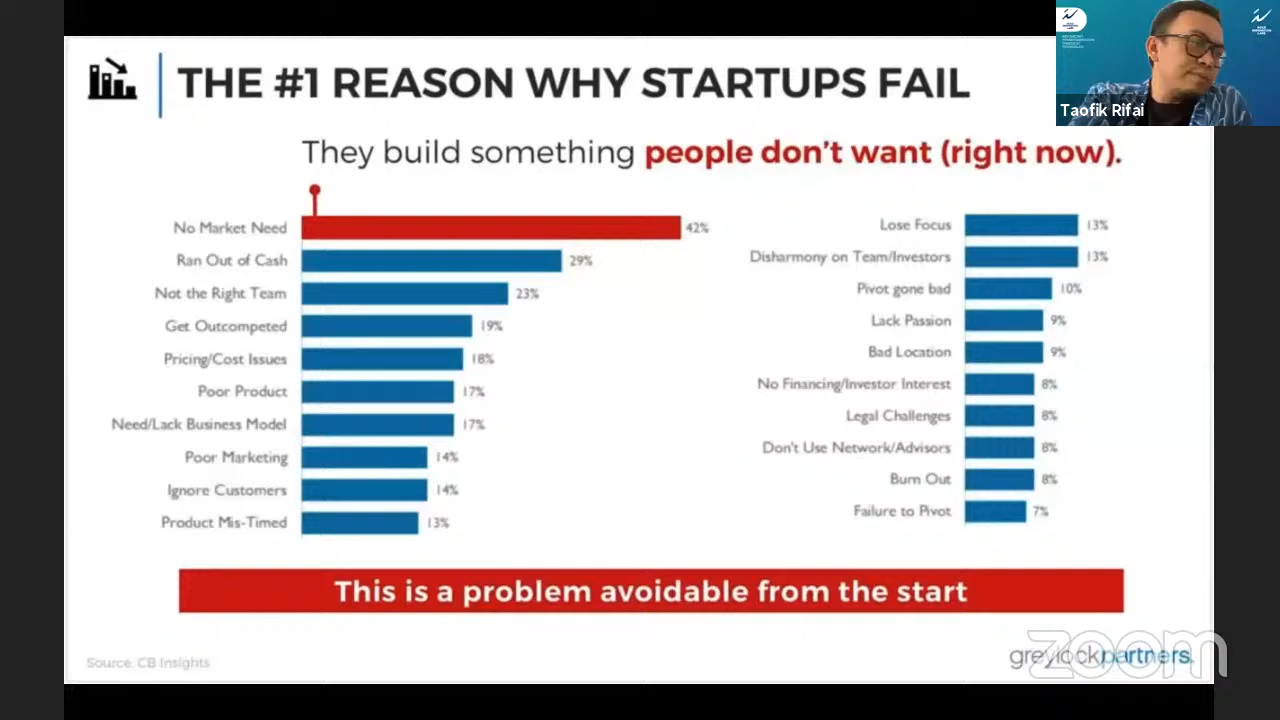 THE #1 REASON WHY STARTUPS FAIL
Taofik Rifai
They build something people don't want (right now).
No Market Need 42%
Ran Out of Cash 29%
Not the Right Team 23%
Get Outcompeted 19%
Pricing/Cost Issues 18%
Poor Product 17%
Need/Lack Business Model 17%
Poor Marketing 14%
Ignore Customers 14%
Product Mis-Timed 13%
Lose Focus 13%
Disharmony on Team/Investors 13%
Pivot gone bad 10%
Lack Passion 9%
Bad Location 9%
No Financing/Investor Interest 8%
Legal Challenges 8%
Don't Use Network/Advisors 8%
Burn Out 8%
Failure to Pivot 7%
This is a problem avoidable from the start
Source: CB Insights
zoom
greylockpartners.